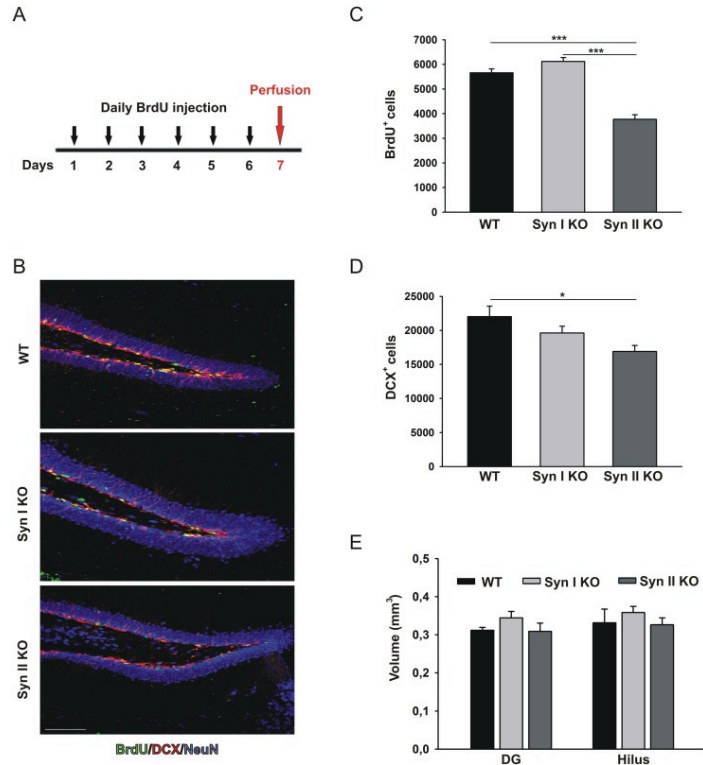 A
Daily BrdU injection
Perfusion
Days 1 2 3 4 5 6 7
B
WT
Syn I KO
Syn II KO
BrdU/DCX/NeuN
C
***
***
7000
6000
5000
4000
3000
2000
1000
0
BrdU+ cells
WT Syn I KO Syn II KO
D
*
25000
20000
15000
10000
5000
0
DCX+ cells
WT Syn I KO Syn II KO
E
WT Syn I KO Syn II KO
0,6
0,5
0,4
0,3
0,2
0,1
0,0
Volume (mm³)
DG Hilus